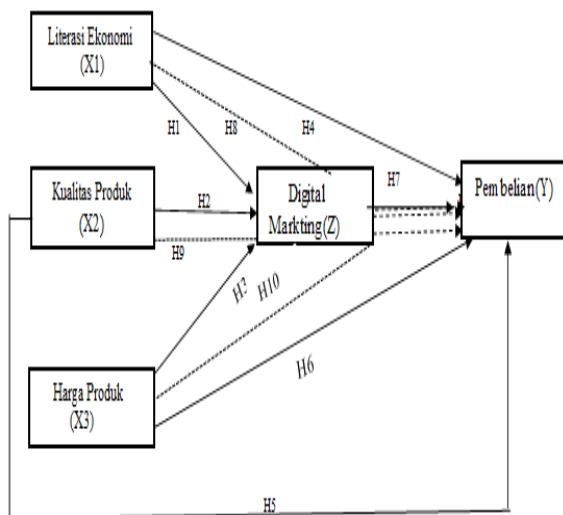 Literasi Ekonomi
(X1)
H1
H8
H4
Kualitas Produk
(X2)
H2
H9
Digital
Markting(Z)
H7
Pembelian(Y)
H3
H10
H6
Harga Produk
(X3)
H5